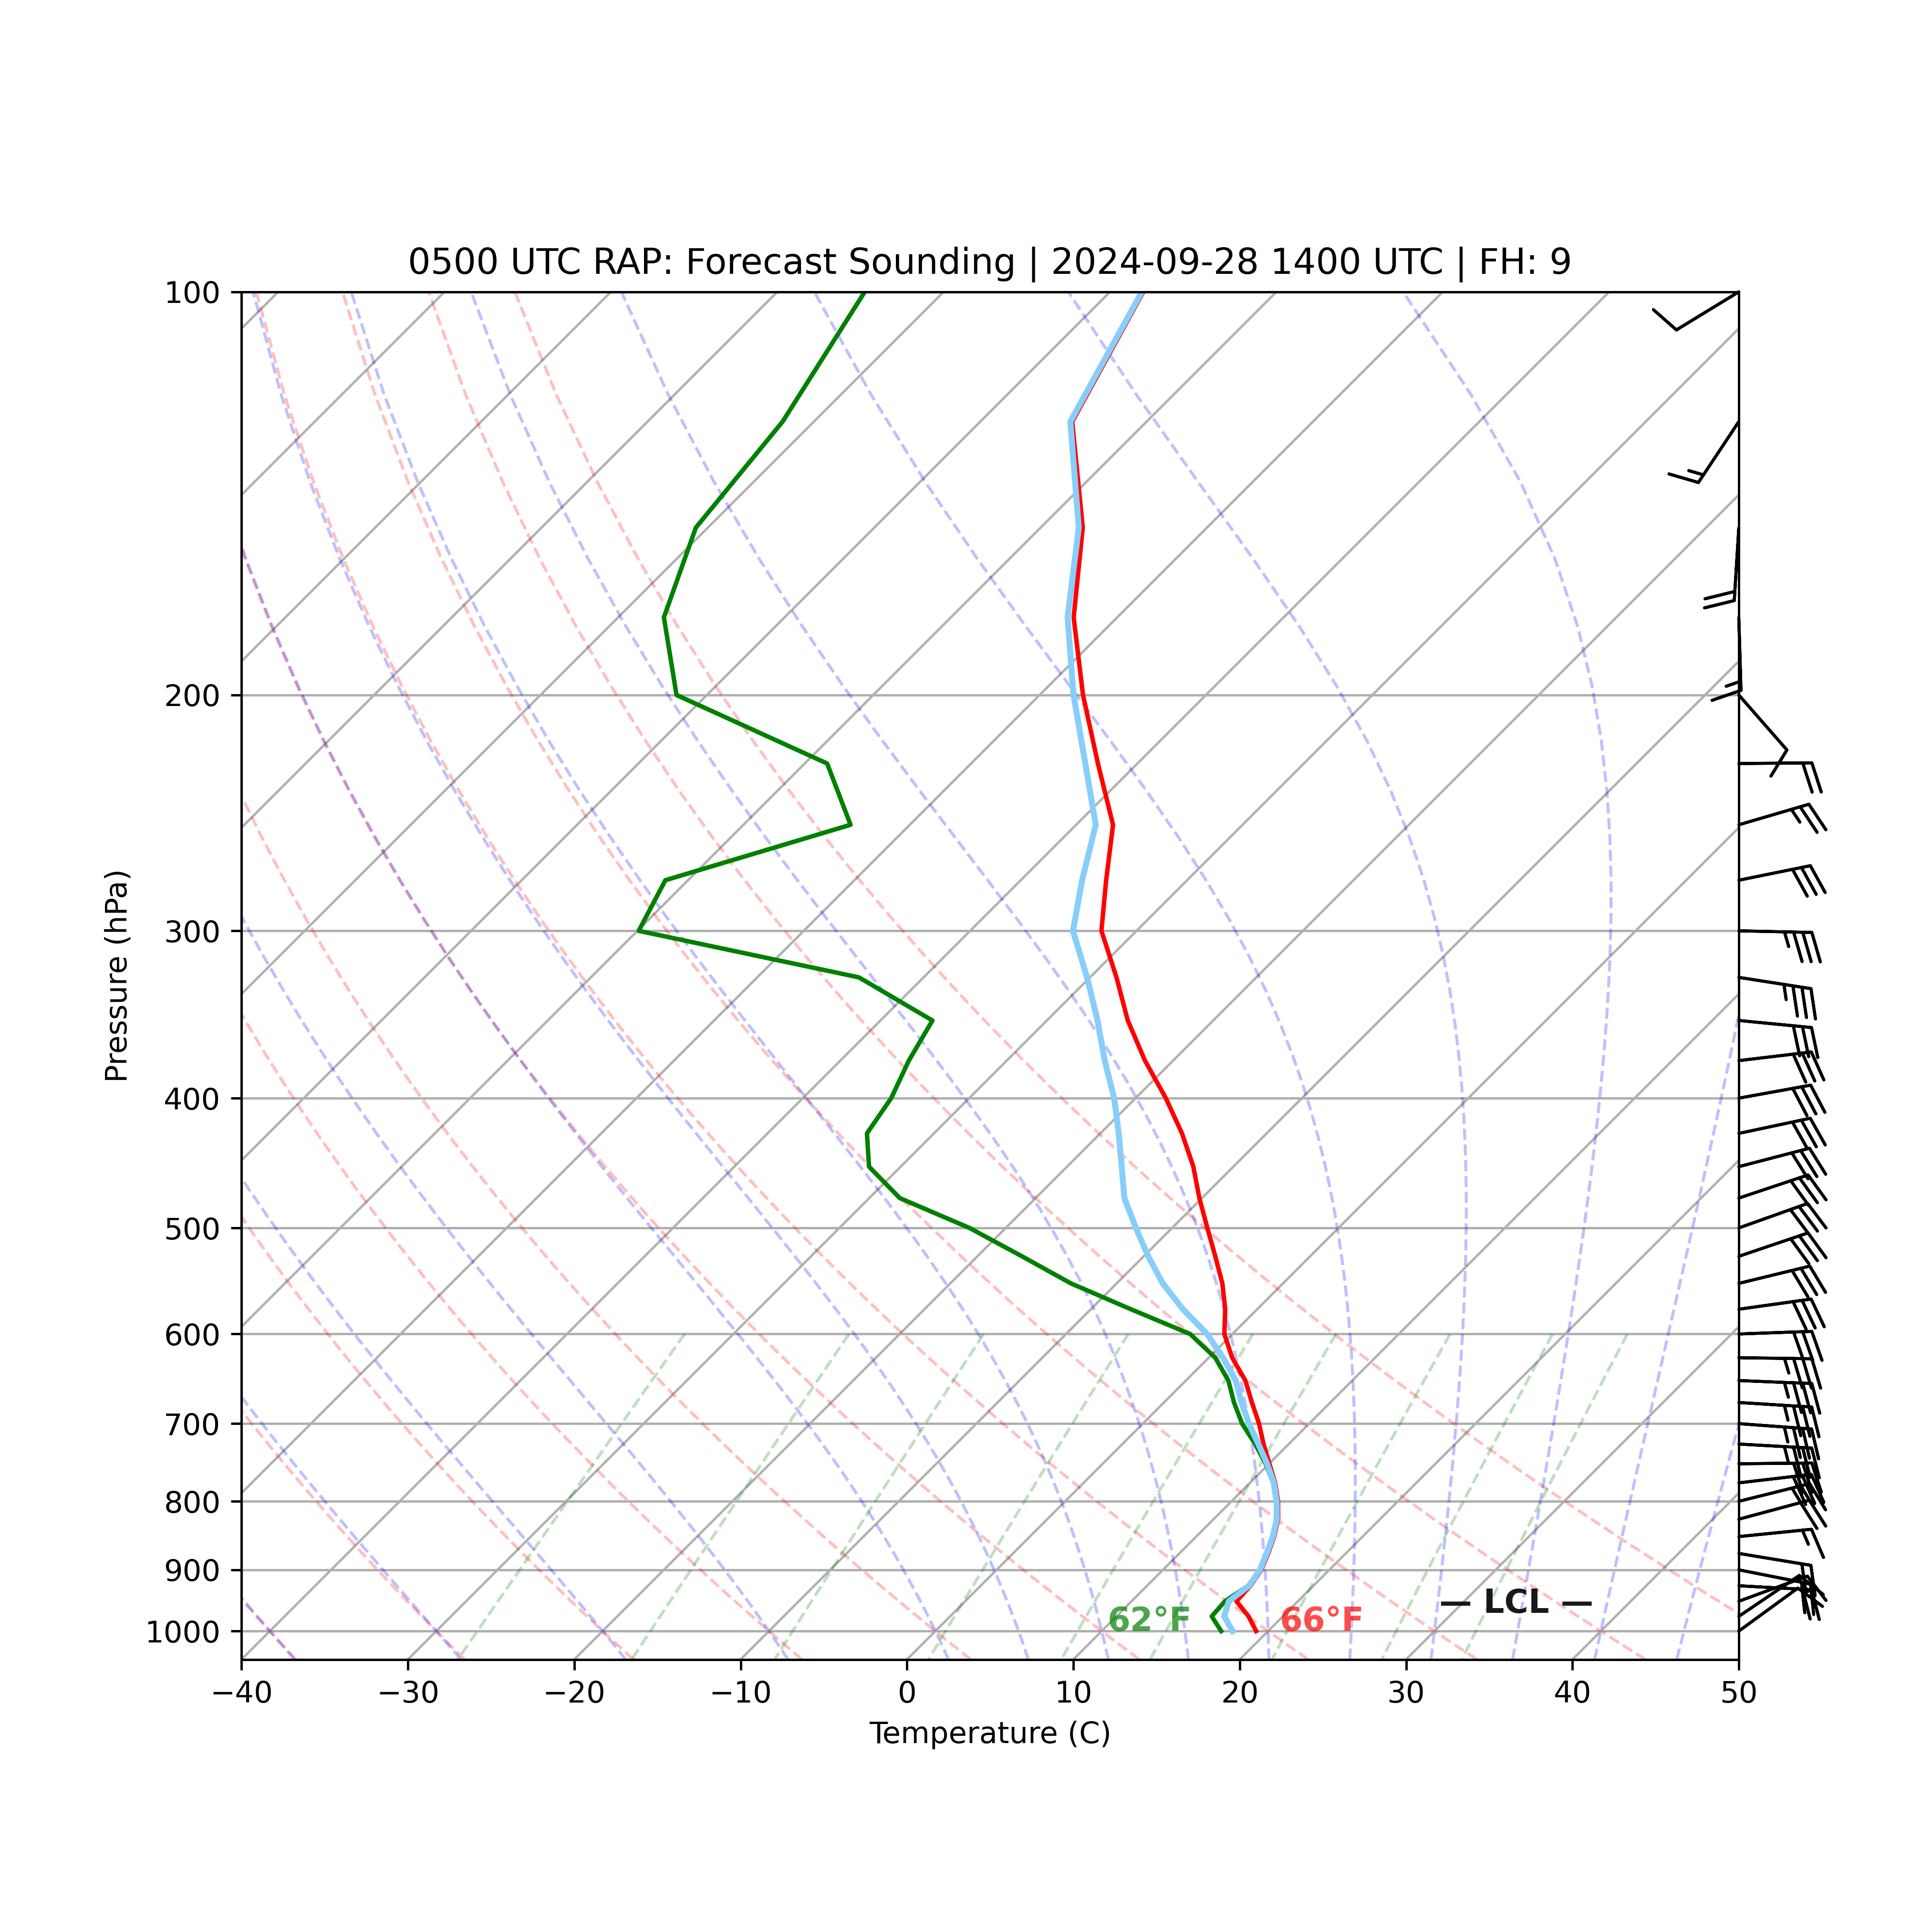 0500 UTC RAP: Forecast Sounding | 2024-09-28 1400 UTC | FH: 9
100
200
300
400
500
600
700
800
900
1000
Pressure (hPa)
62°F
66°F
— LCL —
−40 −30 −20 −10 0 10 20 30 40 50
Temperature (C)